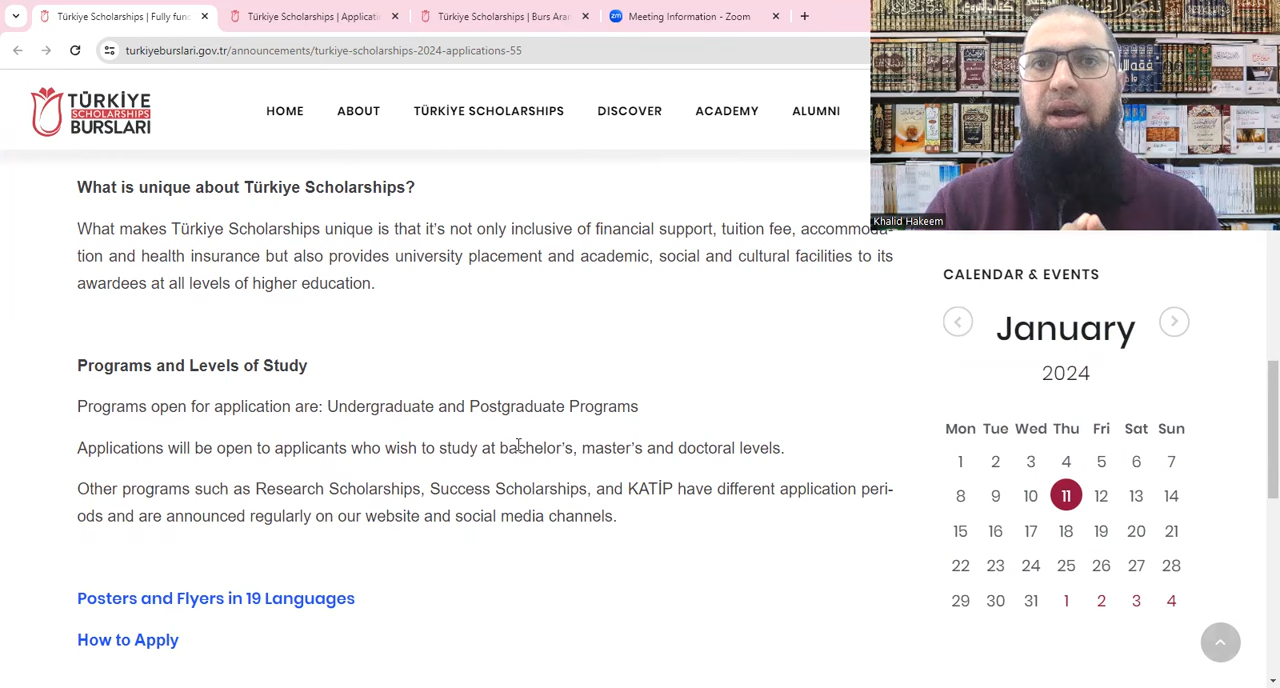 Türkiye Scholarships | Fully fun
Türkiye Scholarships | Applicati
Türkiye Scholarships | Burs Arar
zm Meeting Information - Zoom
turkiyeburslari.gov.tr/announcements/turkiye-scholarships-2024-applications-55
TÜRKİYE
SCHOLARSHIPS
BURSLARI
HOME ABOUT TÜRKİYE SCHOLARSHIPS DISCOVER ACADEMY ALUMNI
Khalid Hakeem
What is unique about Türkiye Scholarships?
What makes Türkiye Scholarships unique is that it's not only inclusive of financial support, tuition fee, accommoda-
tion and health insurance but also provides university placement and academic, social and cultural facilities to its
awardees at all levels of higher education.
Programs and Levels of Study
Programs open for application are: Undergraduate and Postgraduate Programs
Applications will be open to applicants who wish to study at bachelor's, master's and doctoral levels.
Other programs such as Research Scholarships, Success Scholarships, and KATİP have different application peri-
ods and are announced regularly on our website and social media channels.
Posters and Flyers in 19 Languages
How to Apply
CALENDAR & EVENTS
January
2024
Mon Tue Wed Thu Fri Sat Sun
1 2 3 4 5 6 7
8 9 10 11 12 13 14
15 16 17 18 19 20 21
22 23 24 25 26 27 28
29 30 31 1 2 3 4